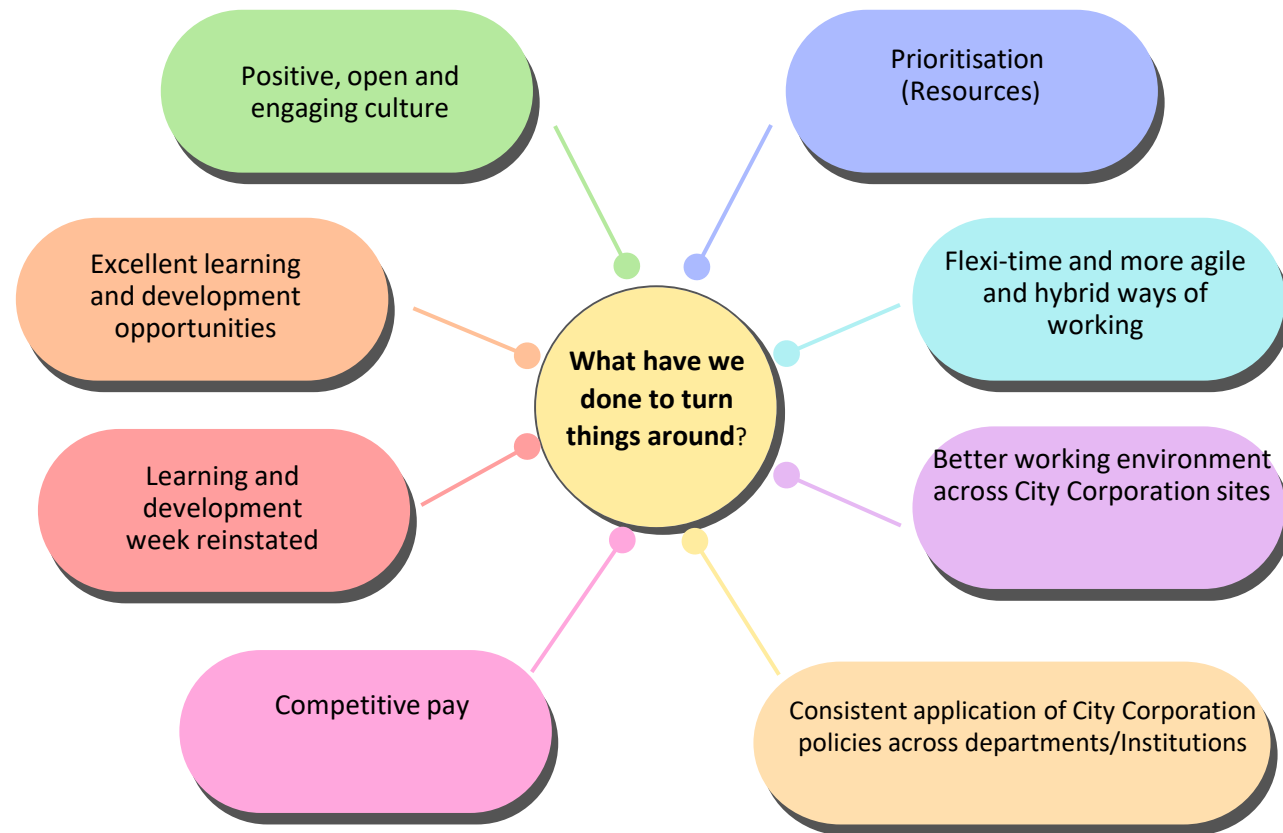 Positive, open and
engaging culture
Prioritisation
(Resources)
Excellent learning
and development
opportunities
Flexi-time and more agile
and hybrid ways of
working
What have we
done to turn
things around?
Learning and
development
week reinstated
Better working environment
across City Corporation sites
Competitive pay
Consistent application of City Corporation
policies across departments/Institutions